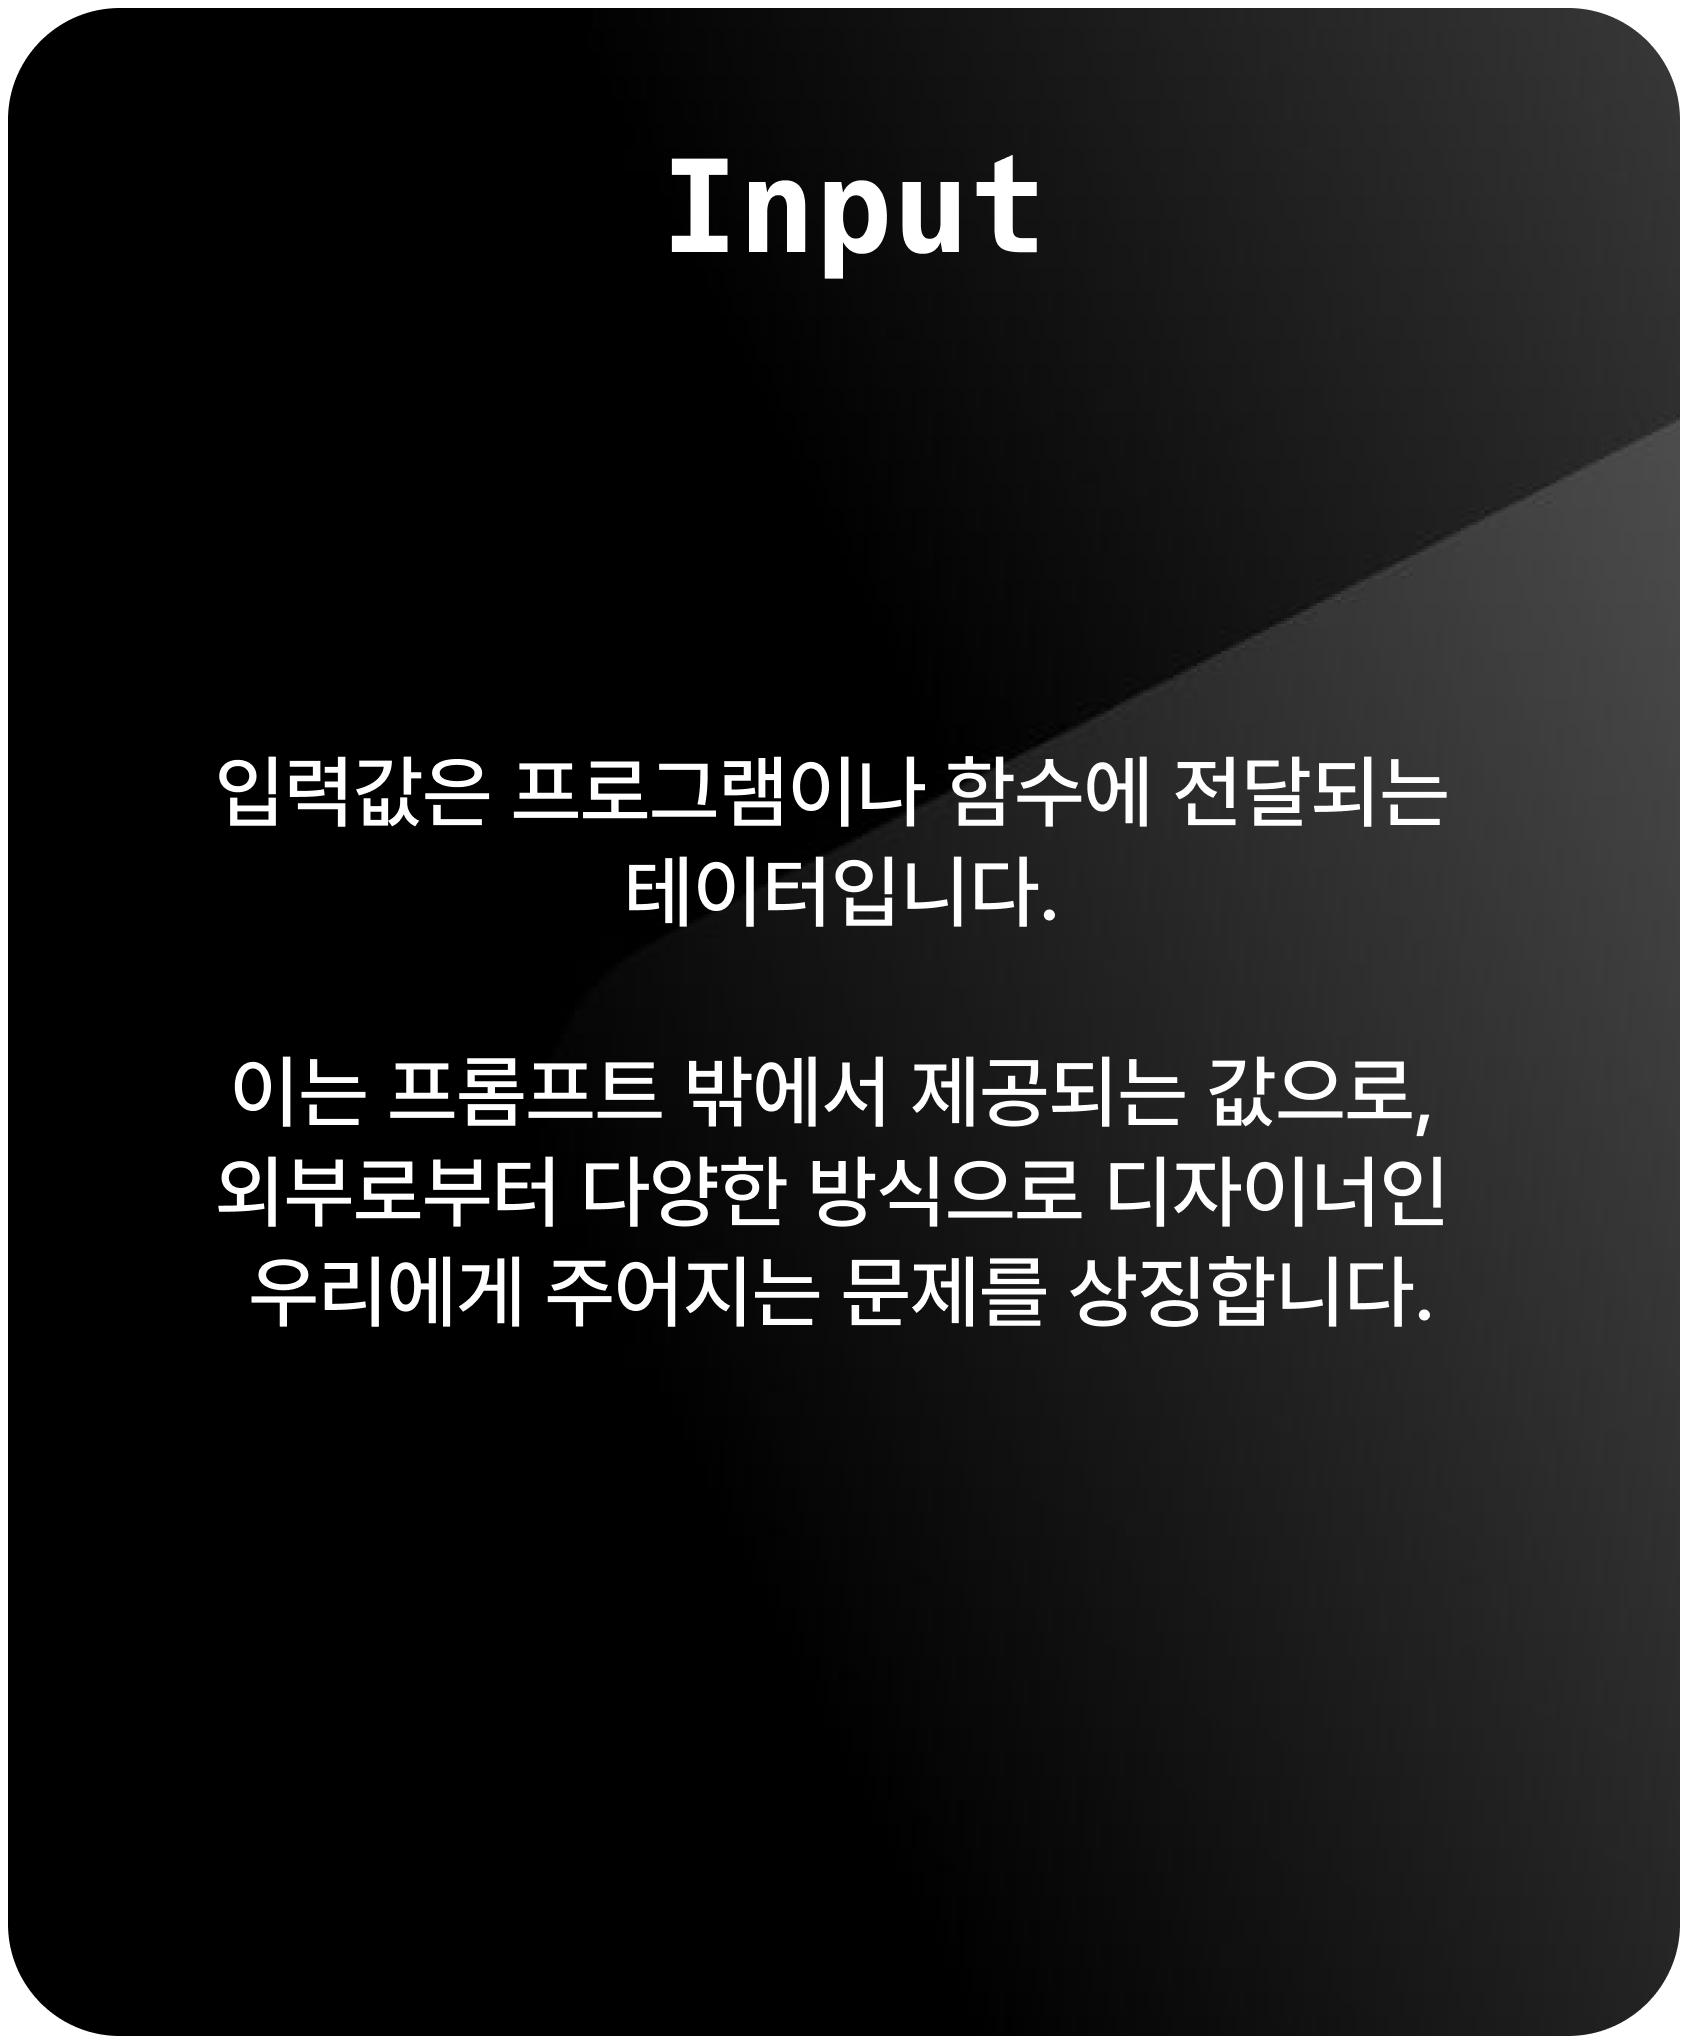 Input
입력값은 프로그램이나 함수에 전달되는
테이터입니다.
이는 프롬프트 밖에서 제공되는 값으로,
외부로부터 다양한 방식으로 디자이너인
우리에게 주어지는 문제를 상징합니다.